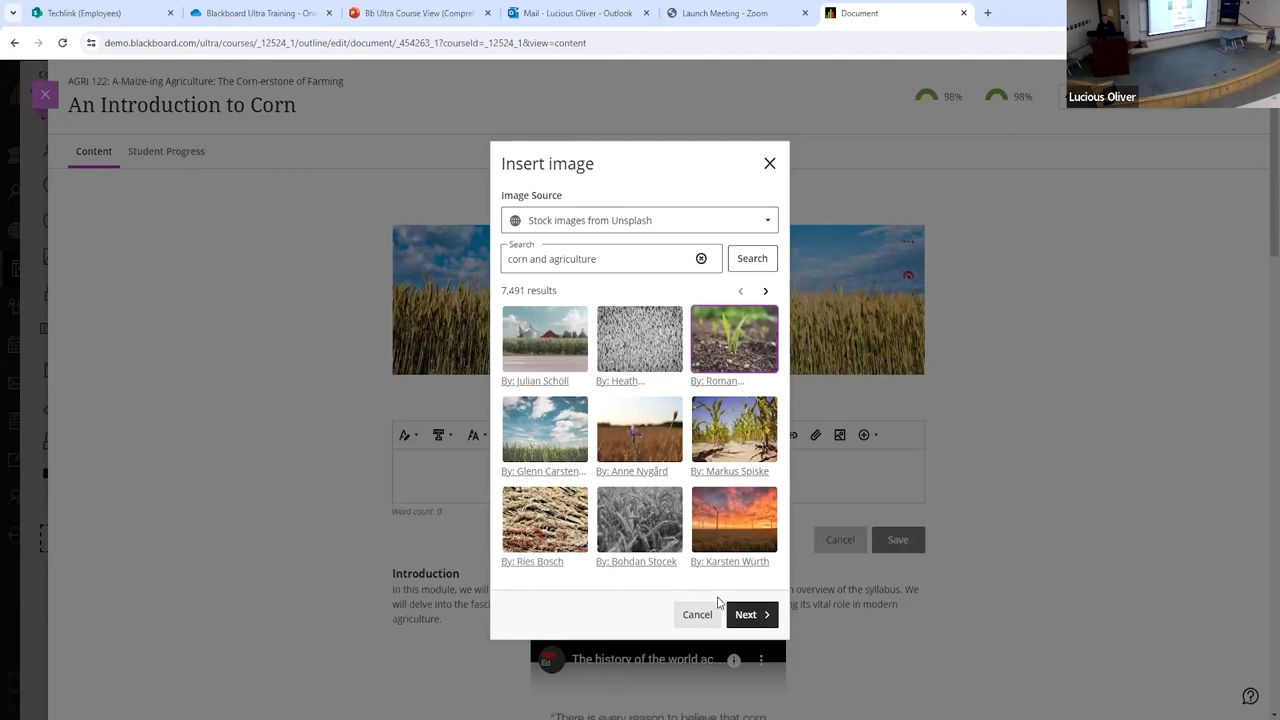 Techlink (EXTERNAL)
Blackboard Ultra Training - One
Bb Ultra Course View (Comple
Mail - Lucious Oliver - Outlook
Launch Meeting - Zoom
Document
demo.blackboard.com/ultra/courses/_12524_1/outline/edit/document/_454263_1?courseId=_12524_1&view=content
Lucious Oliver
AGRI 122: A-Maize-ing Agriculture: The Corn-erstone of Farming
An Introduction to Corn
98%
98%
Content
Student Progress
Insert image
Image Source
Stock images from Unsplash
Search
corn and agriculture
Search
7,491 results
By: Julian Schöll
By: Heath...
By: Roman...
By: Glenn Carsten...
By: Anne Nygård
By: Markus Spiske
By: Ries Bosch
By: Bohdan Stocek
By: Karsten Würth
Cancel
Next
Word count: 0
Cancel
Save
Introduction
In this module, we will overview of the syllabus. We
will delve into the its vital role in modern
agriculture.
The history of the world ac...
"There is every reason to believe that corn